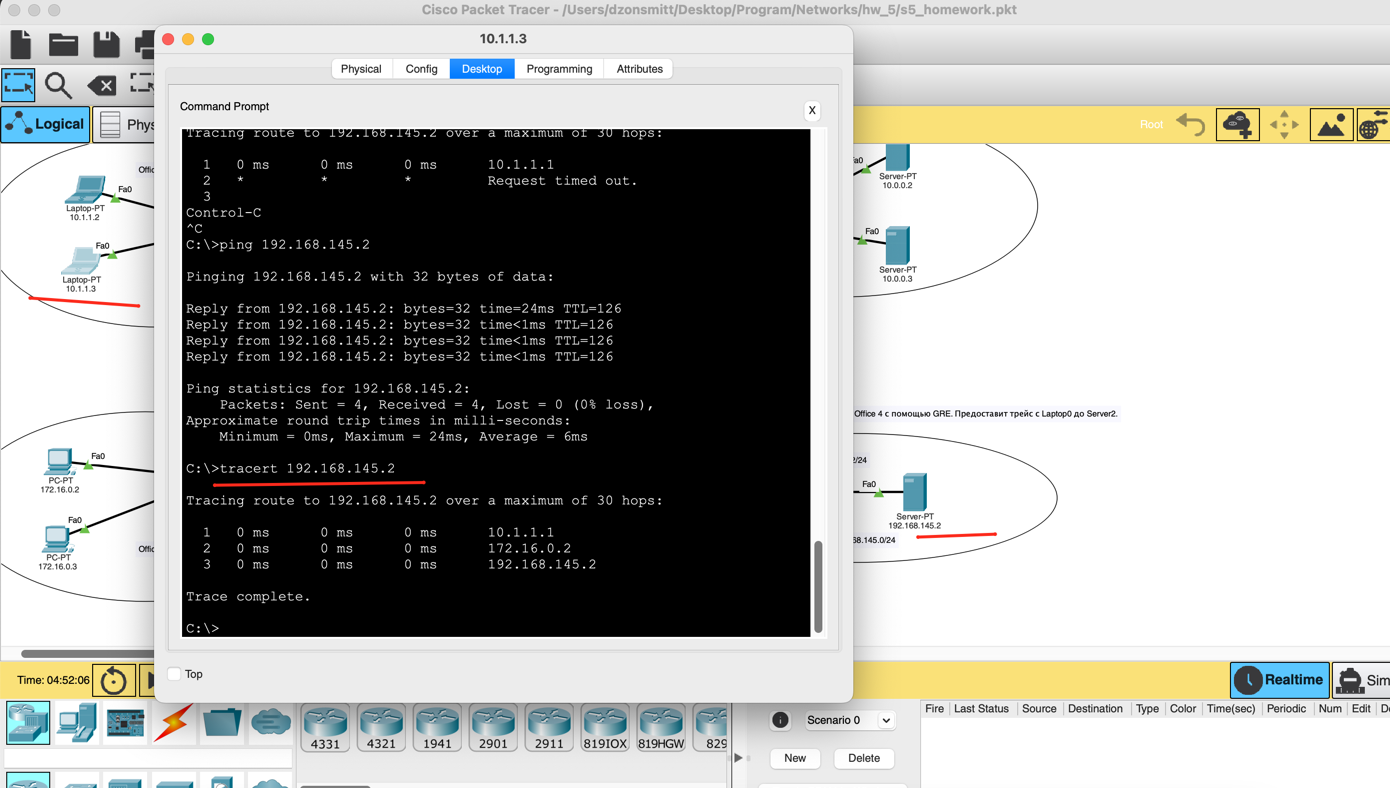 Cisco Packet Tracer - /Users/dzonsmitt/Desktop/Program/Networks/hw_5/s5_homework.pkt
10.1.1.3
Physical Config Desktop Programming Attributes
Command Prompt
X
Tracing route to 192.168.145.2 over a maximum of 30 hops:
1 0 ms 0 ms 0 ms 10.1.1.1
2 * * * Request timed out.
3
Control-C
^C
C:\>ping 192.168.145.2
Pinging 192.168.145.2 with 32 bytes of data:
Reply from 192.168.145.2: bytes=32 time=24ms TTL=126
Reply from 192.168.145.2: bytes=32 time<1ms TTL=126
Reply from 192.168.145.2: bytes=32 time<1ms TTL=126
Reply from 192.168.145.2: bytes=32 time<1ms TTL=126
Ping statistics for 192.168.145.2:
Packets: Sent = 4, Received = 4, Lost = 0 (0% loss),
Approximate round trip times in milli-seconds:
Minimum = 0ms, Maximum = 24ms, Average = 6ms
C:\>tracert 192.168.145.2
Tracing route to 192.168.145.2 over a maximum of 30 hops:
1 0 ms 0 ms 0 ms 10.1.1.1
2 0 ms 0 ms 0 ms 172.16.0.2
3 0 ms 0 ms 0 ms 192.168.145.2
Trace complete.
C:\>
Top
Logical
Phys
Root
Offic
Fa0
Laptop-PT
10.1.1.2
Fa0
Laptop-PT
10.1.1.3
Fa0
PC-PT
172.16.0.2
Fa0
PC-PT
172.16.0.3
Offic
a0
Server-PT
10.0.0.2
Fa0
Server-PT
10.0.0.3
Office 4 с помощью GRE. Предоставит трейс с Laptop0 до Server2.
2/24
Fa0
Server-PT
192.168.145.2
68.145.0/24
Time: 04:52:06
Realtime
Sim
4331 4321 1941 2901 2911 819IOX 819HGW 829
Scenario 0
New Delete
Fire Last Status Source Destination Type Color Time(sec) Periodic Num Edit De